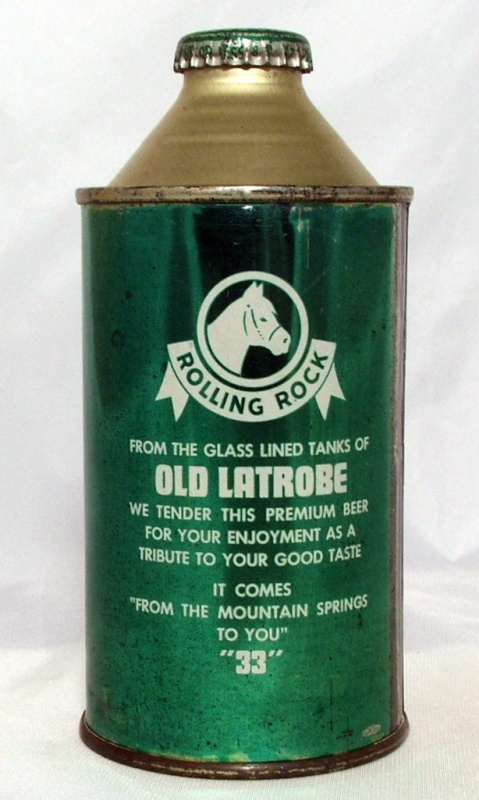 ROLLING ROCK
FROM THE GLASS LINED TANKS OF
OLD LATROBE
WE TENDER THIS PREMIUM BEER
FOR YOUR ENJOYMENT AS A
TRIBUTE TO YOUR GOOD TASTE
IT COMES
"FROM THE MOUNTAIN SPRINGS
TO YOU"
"33"